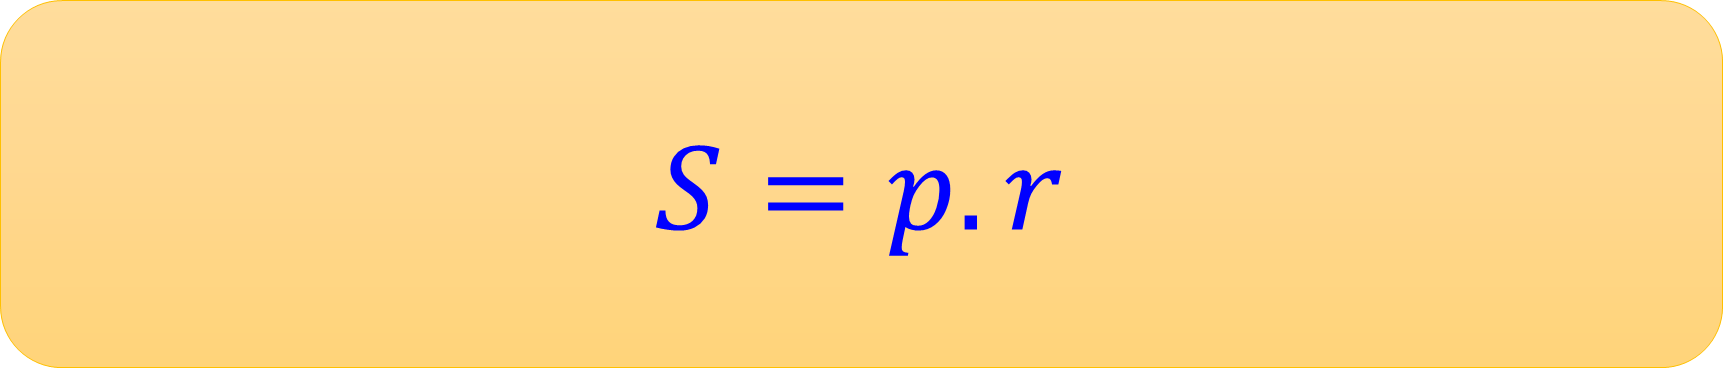 S = p. r